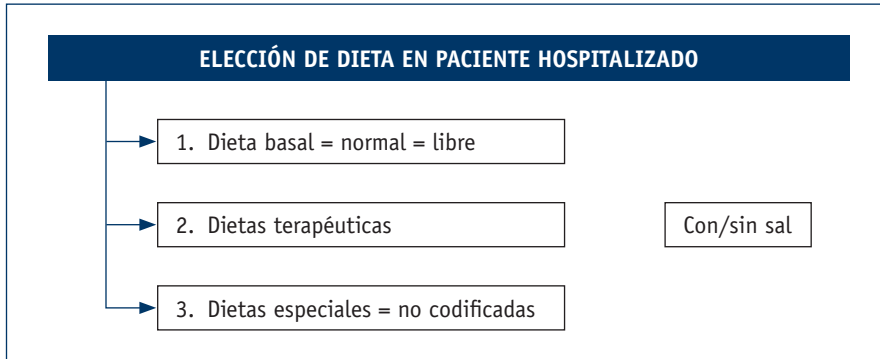 ELECCIÓN DE DIETA EN PACIENTE HOSPITALIZADO
1. Dieta basal = normal = libre
2. Dietas terapéuticas
Con/sin sal
3. Dietas especiales = no codificadas